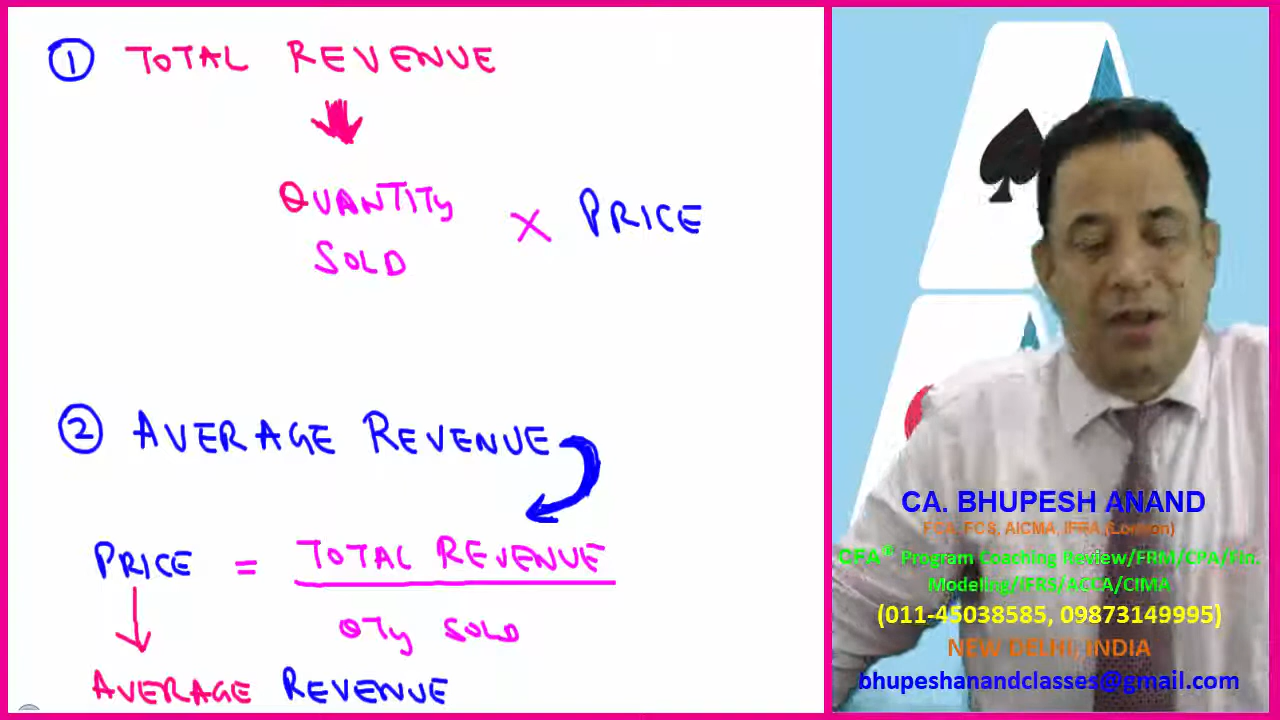 ① TOTAL REVENUE
QUANTITY SOLD × PRICE
② AVERAGE REVENUE
PRICE = TOTAL REVENUE
QTY SOLD
AVERAGE REVENUE
CA. BHUPESH ANAND
FCA, FCS, AICMA, IFRA,(London)
CFA® Program Coaching Review/FRM/CPA/Fin.
Modeling/IFRS/ACCA/CIMA
(011-45038585, 09873149995)
NEW DELHI, INDIA
bhupeshanandclasses@gmail.com